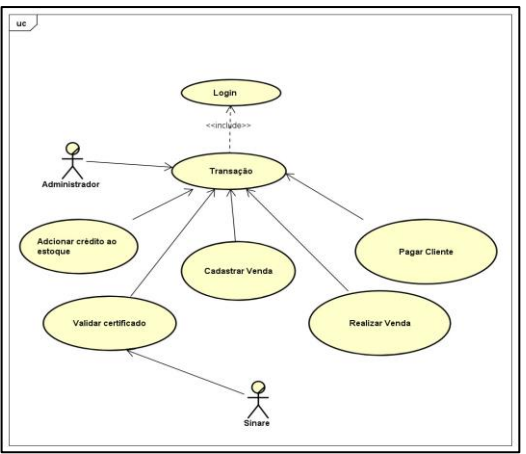 uc
Login
<<include>>
Transação
Administrador
Adcionar crédito ao
estoque
Cadastrar Venda
Pagar Cliente
Validar certificado
Realizar Venda
Sinare